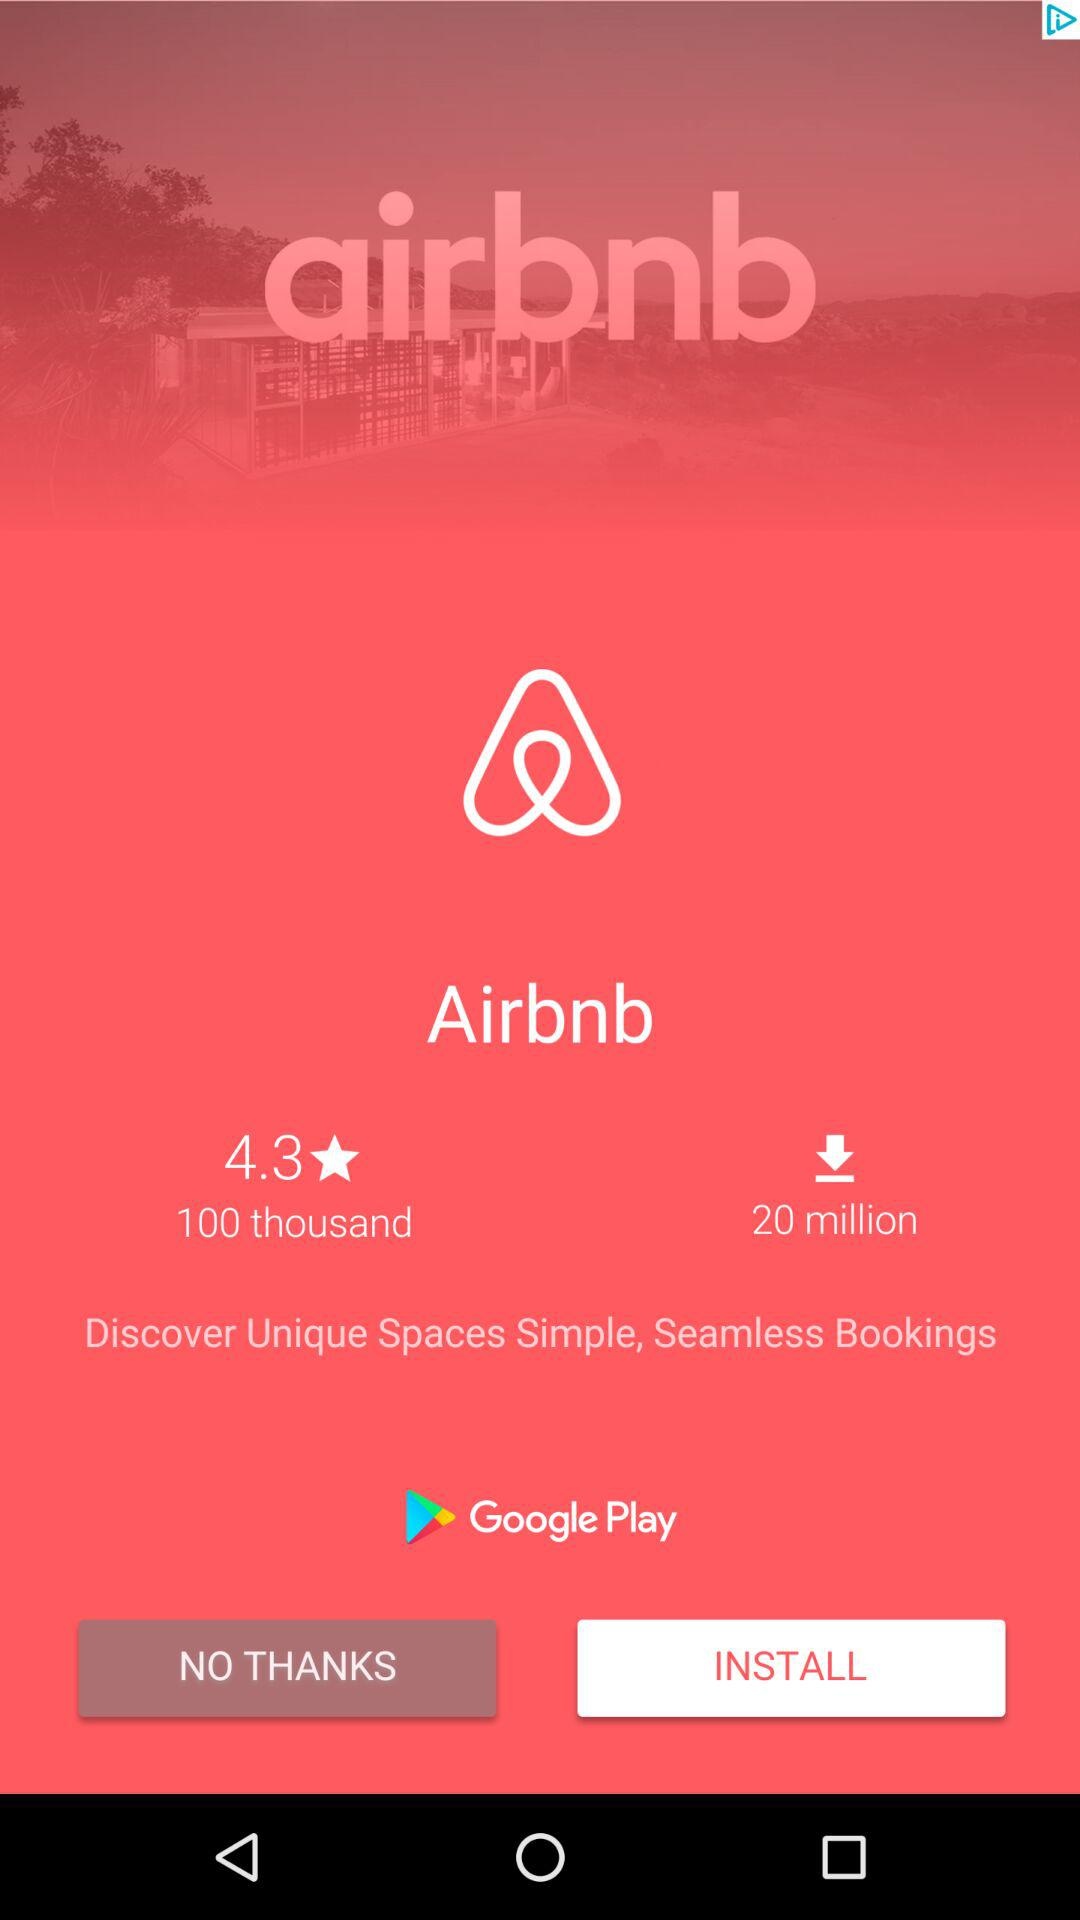 airbnb
Airbnb
4.3★
100 thousand
20 million
Discover Unique Spaces Simple, Seamless Bookings
Google Play
NO THANKS
INSTALL